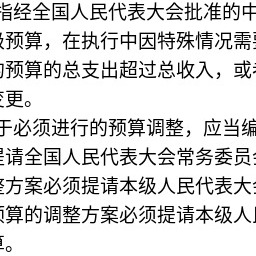 指经全国人民代表大会批准的中
级预算，在执行中因特殊情况需要
的预算的总支出超过总收入，或者
变更。
于必须进行的预算调整，应当编
提请全国人民代表大会常务委员会
整方案必须提请本级人民代表大会
预算的调整方案必须提请本级人民
算。